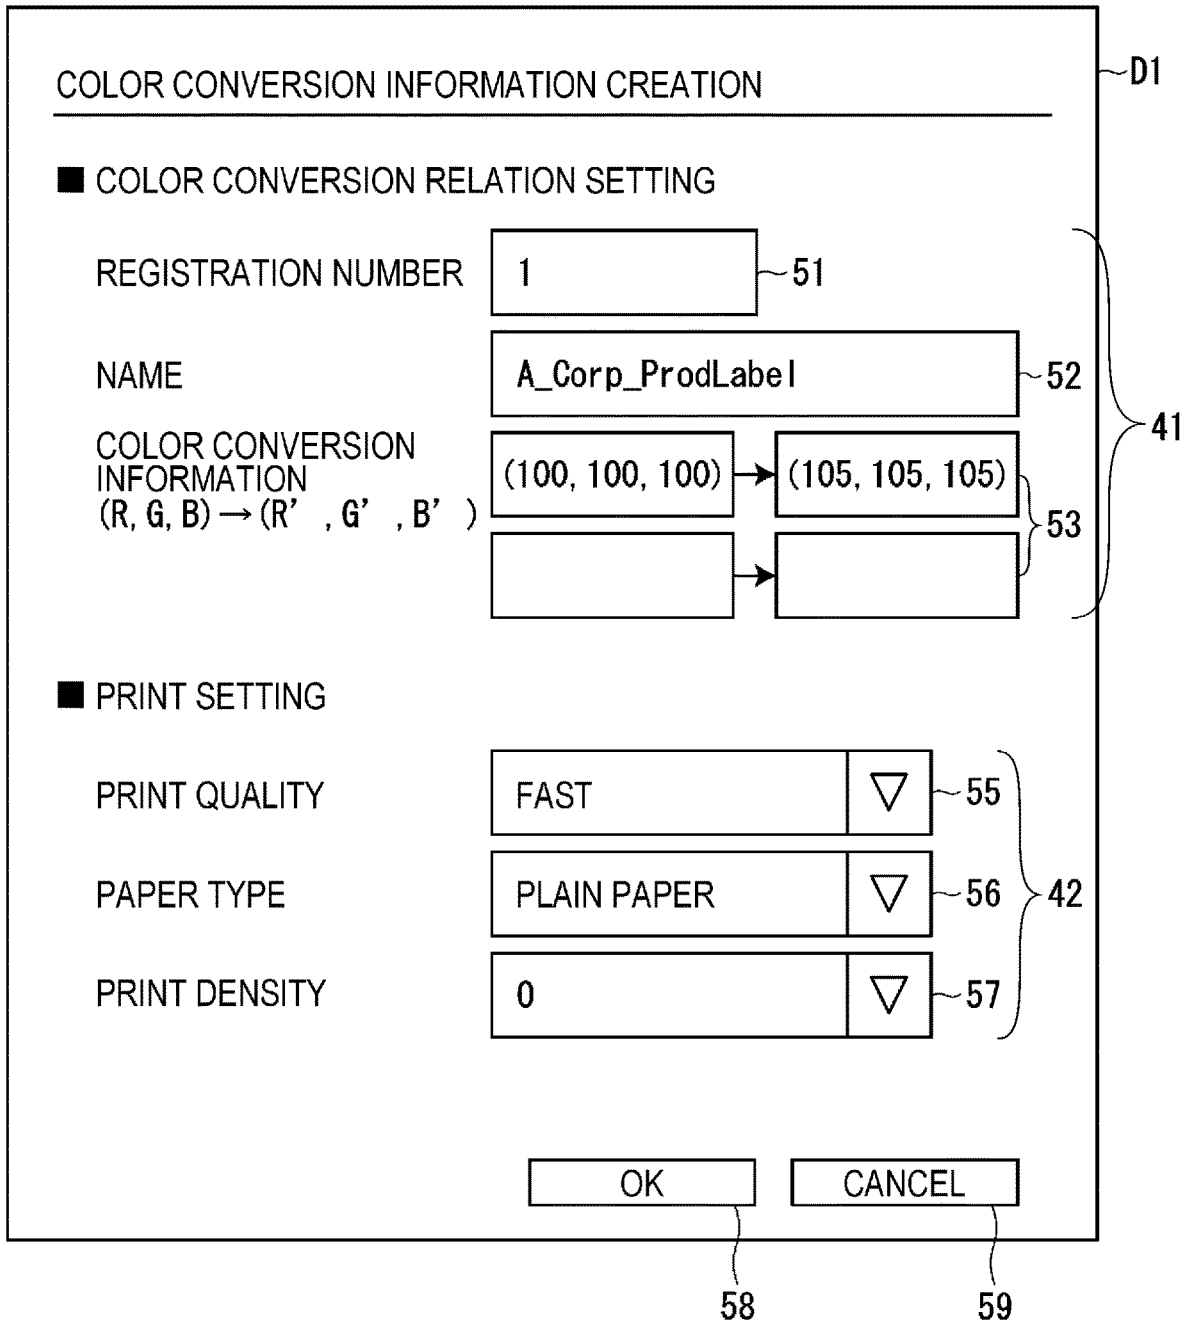 COLOR CONVERSION INFORMATION CREATION
D1
■ COLOR CONVERSION RELATION SETTING
REGISTRATION NUMBER 1 51
NAME A_Corp_ProdLabel 52
41
COLOR CONVERSION
INFORMATION
(R, G, B) → (R', G', B')
(100, 100, 100) → (105, 105, 105)
53
■ PRINT SETTING
PRINT QUALITY FAST ▽ 55
PAPER TYPE PLAIN PAPER ▽ 56
42
PRINT DENSITY 0 ▽ 57
OK CANCEL
58 59